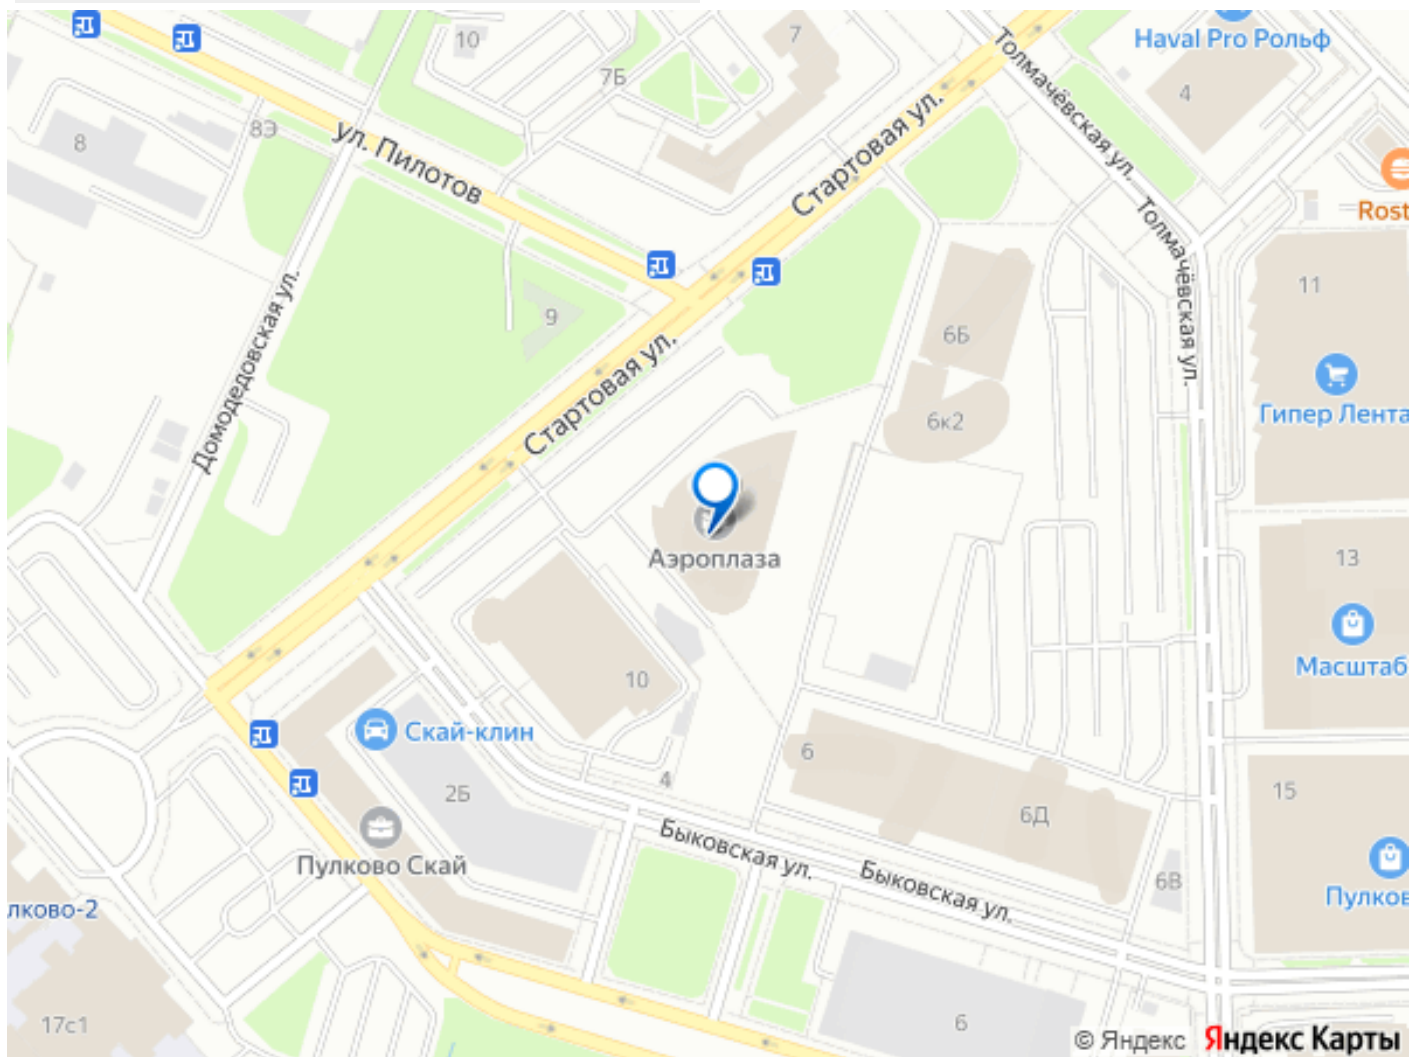 10
7
Haval Pro Рольф
7Б
Толмачёвская ул.
4
8
8Э
ул. Пилотов
Стартовая ул.
Rost
Толмачёвская ул.
11
9
6Б
Домодедовская ул.
Стартовая ул.
6к2
Гипер Лента
Аэроплаза
13
Масштаб
10
Скай-клин
6
4
2Б
15
6Д
Быковская ул.
Пулково Скай
Быковская ул.
6В
Пулков
лково-2
17с1
6
© Яндекс Яндекс Карты